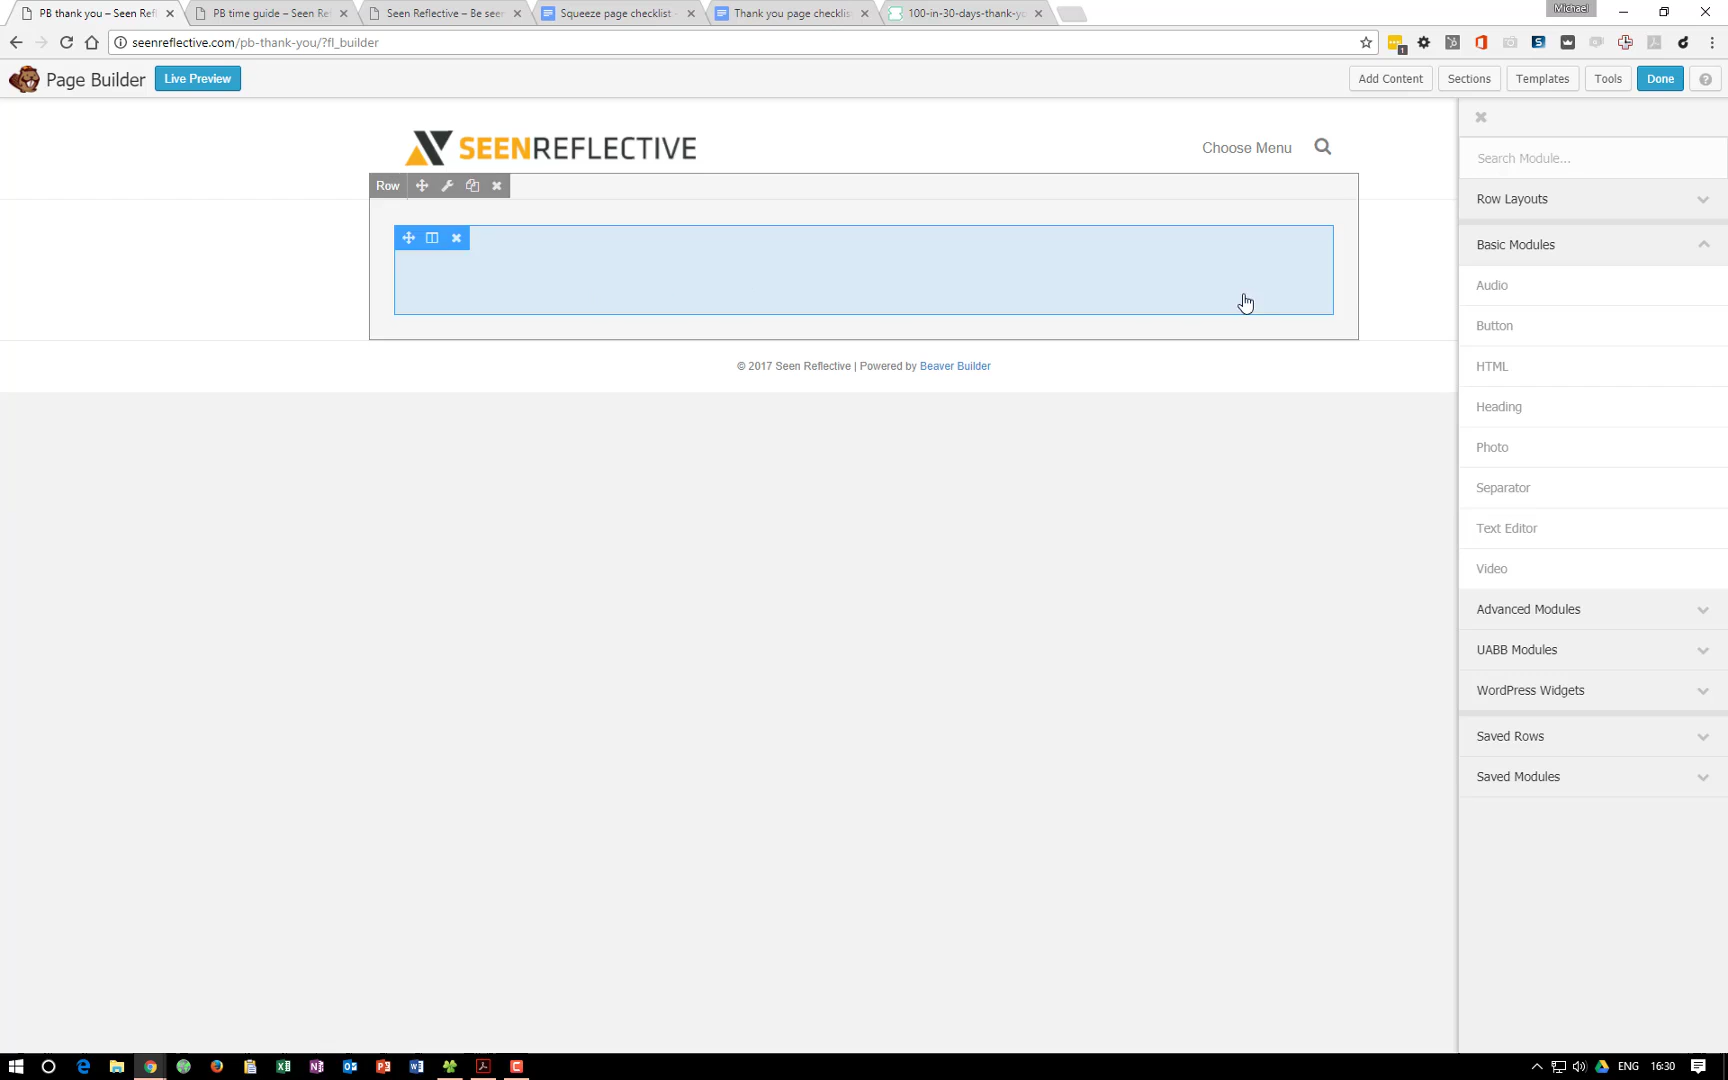 PB thank you – Seen Refl
PB time guide – Seen Re
Seen Reflective – Be seen
Squeeze page checklist -
Thank you page checklis
100-in-30-days-thank-yo
Michael
seenreflective.com/pb-thank-you/?fl_builder
1
Page Builder
Live Preview
Add Content
Sections
Templates
Tools
Done
SEENREFLECTIVE
Choose Menu
Row
© 2017 Seen Reflective | Powered by Beaver Builder
Search Module...
Row Layouts
Basic Modules
Audio
Button
HTML
Heading
Photo
Separator
Text Editor
Video
Advanced Modules
UABB Modules
WordPress Widgets
Saved Rows
Saved Modules
ENG
16:30